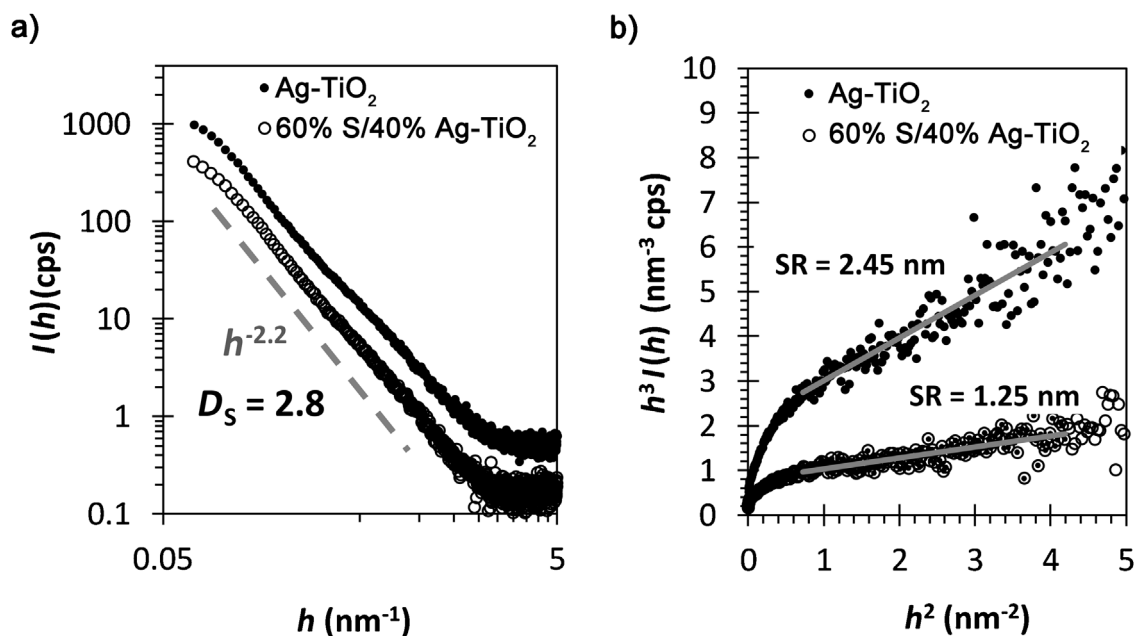 a)
Ag-TiO₂
60% S/40% Ag-TiO₂
1000
100
10
1
0.1
I(h)(cps)
h⁻²·²
Dₛ = 2.8
0.05
5
h (nm⁻¹)
b)
10
9
8
7
6
5
4
3
2
1
0
h³ I(h) (nm⁻³ cps)
Ag-TiO₂
60% S/40% Ag-TiO₂
SR = 2.45 nm
SR = 1.25 nm
0
1
2
3
4
5
h² (nm⁻²)